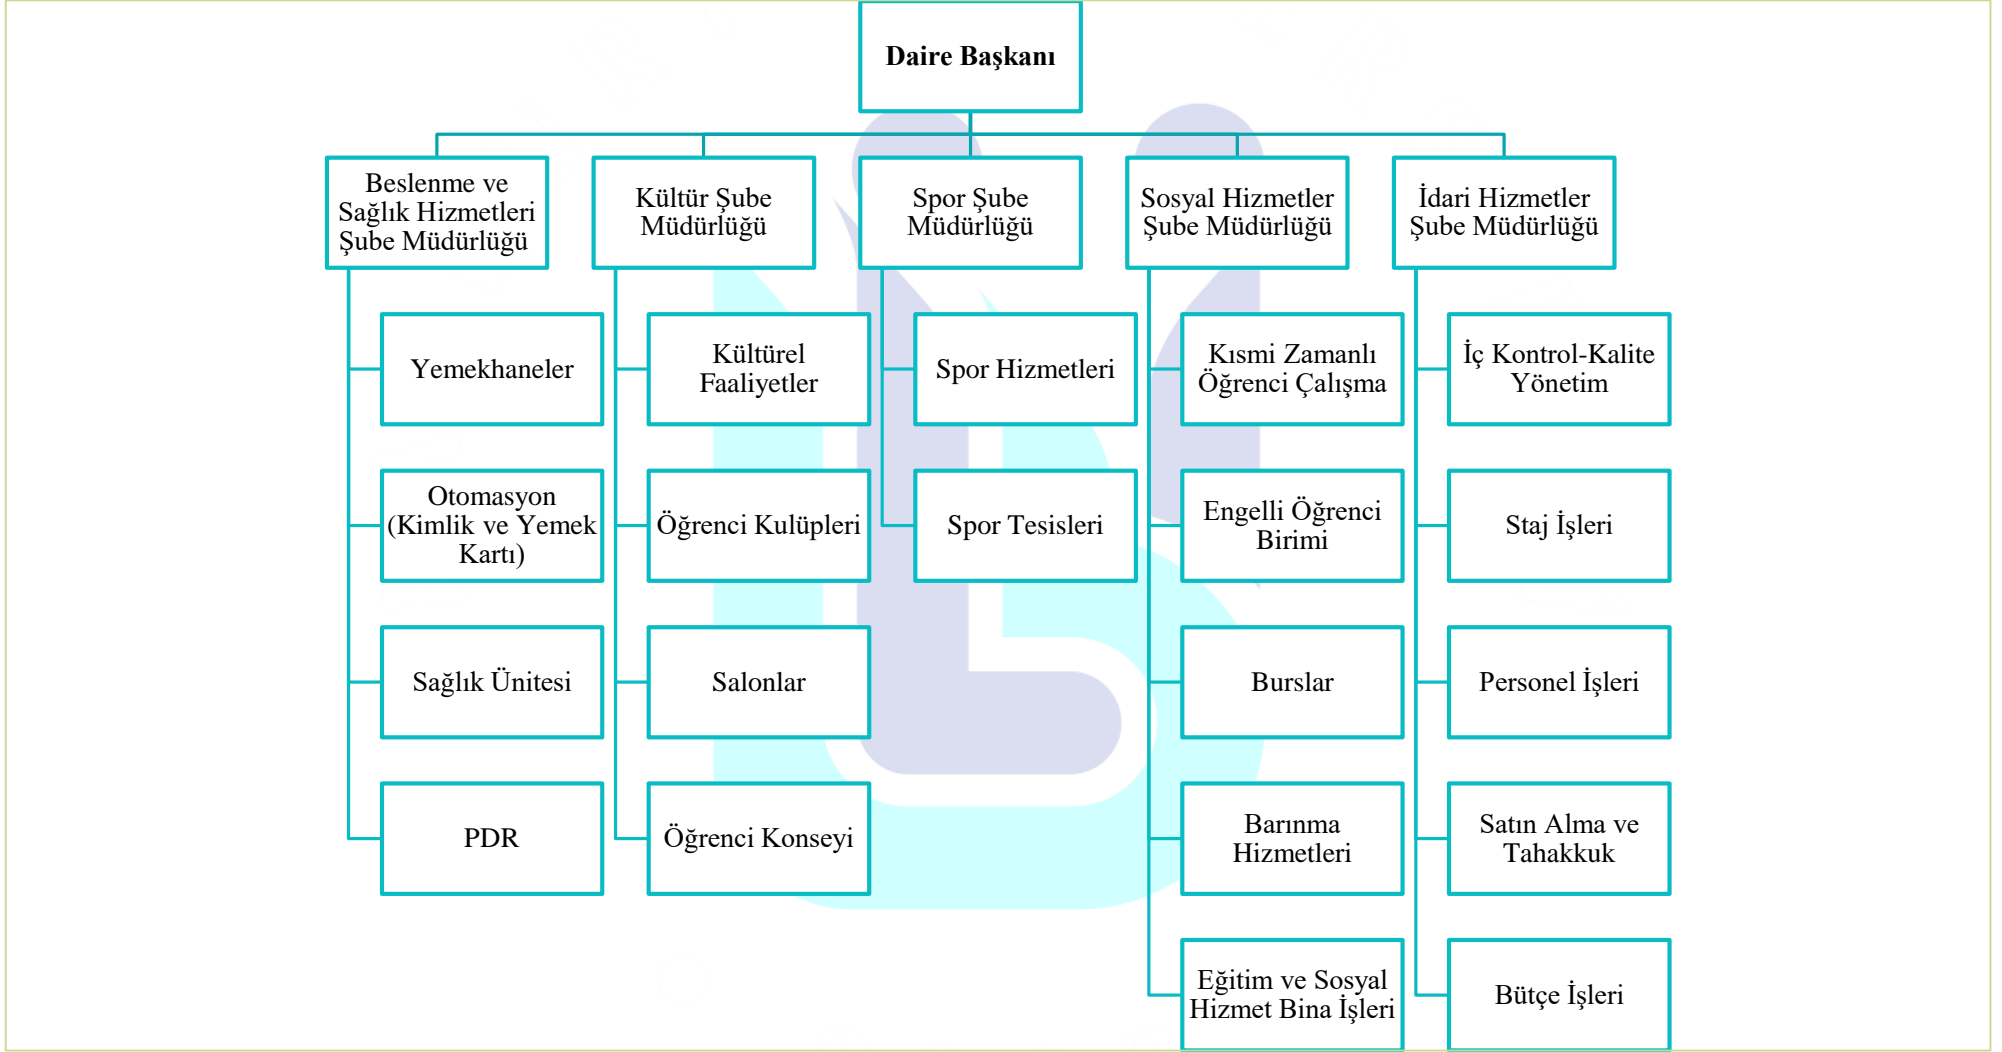 Daire Başkanı
Beslenme ve
Sağlık Hizmetleri
Şube Müdürlüğü
Kültür Şube
Müdürlüğü
Spor Şube
Müdürlüğü
Sosyal Hizmetler
Şube Müdürlüğü
İdari Hizmetler
Şube Müdürlüğü
Yemekhaneler
Otomasyon
(Kimlik ve Yemek
Kartı)
Sağlık Ünitesi
PDR
Kültürel
Faaliyetler
Öğrenci Kulüpleri
Salonlar
Öğrenci Konseyi
Spor Hizmetleri
Spor Tesisleri
Kısmi Zamanlı
Öğrenci Çalışma
Engelli Öğrenci
Birimi
Burslar
Barınma
Hizmetleri
Eğitim ve Sosyal
Hizmet Bina İşleri
İç Kontrol-Kalite
Yönetim
Staj İşleri
Personel İşleri
Satın Alma ve
Tahakkuk
Bütçe İşleri